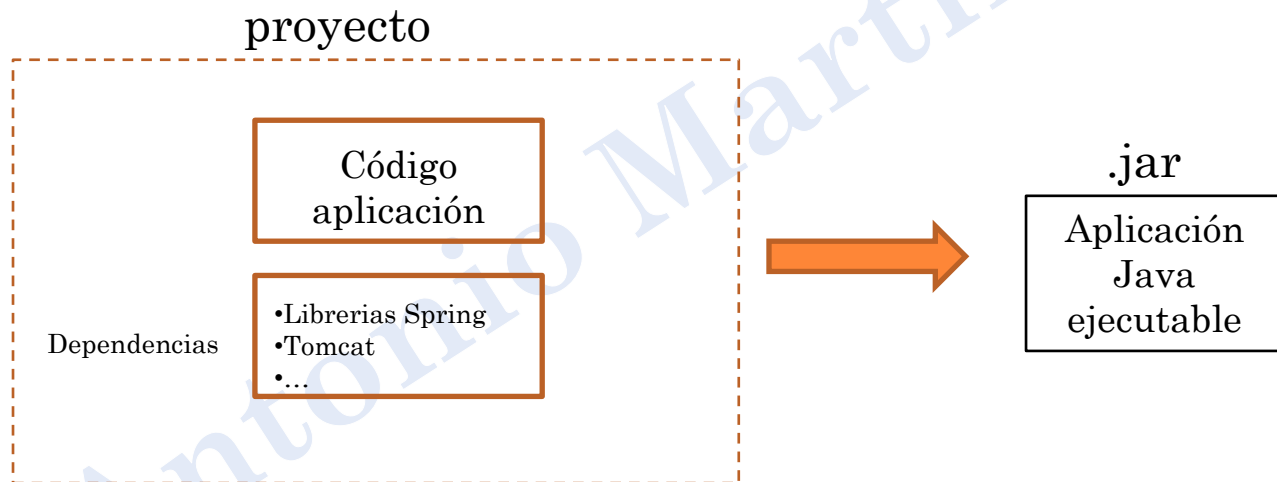 proyecto
Código
aplicación
Dependencias
•Librerias Spring
•Tomcat
•...
.jar
Aplicación
Java
ejecutable
Antonio Martí